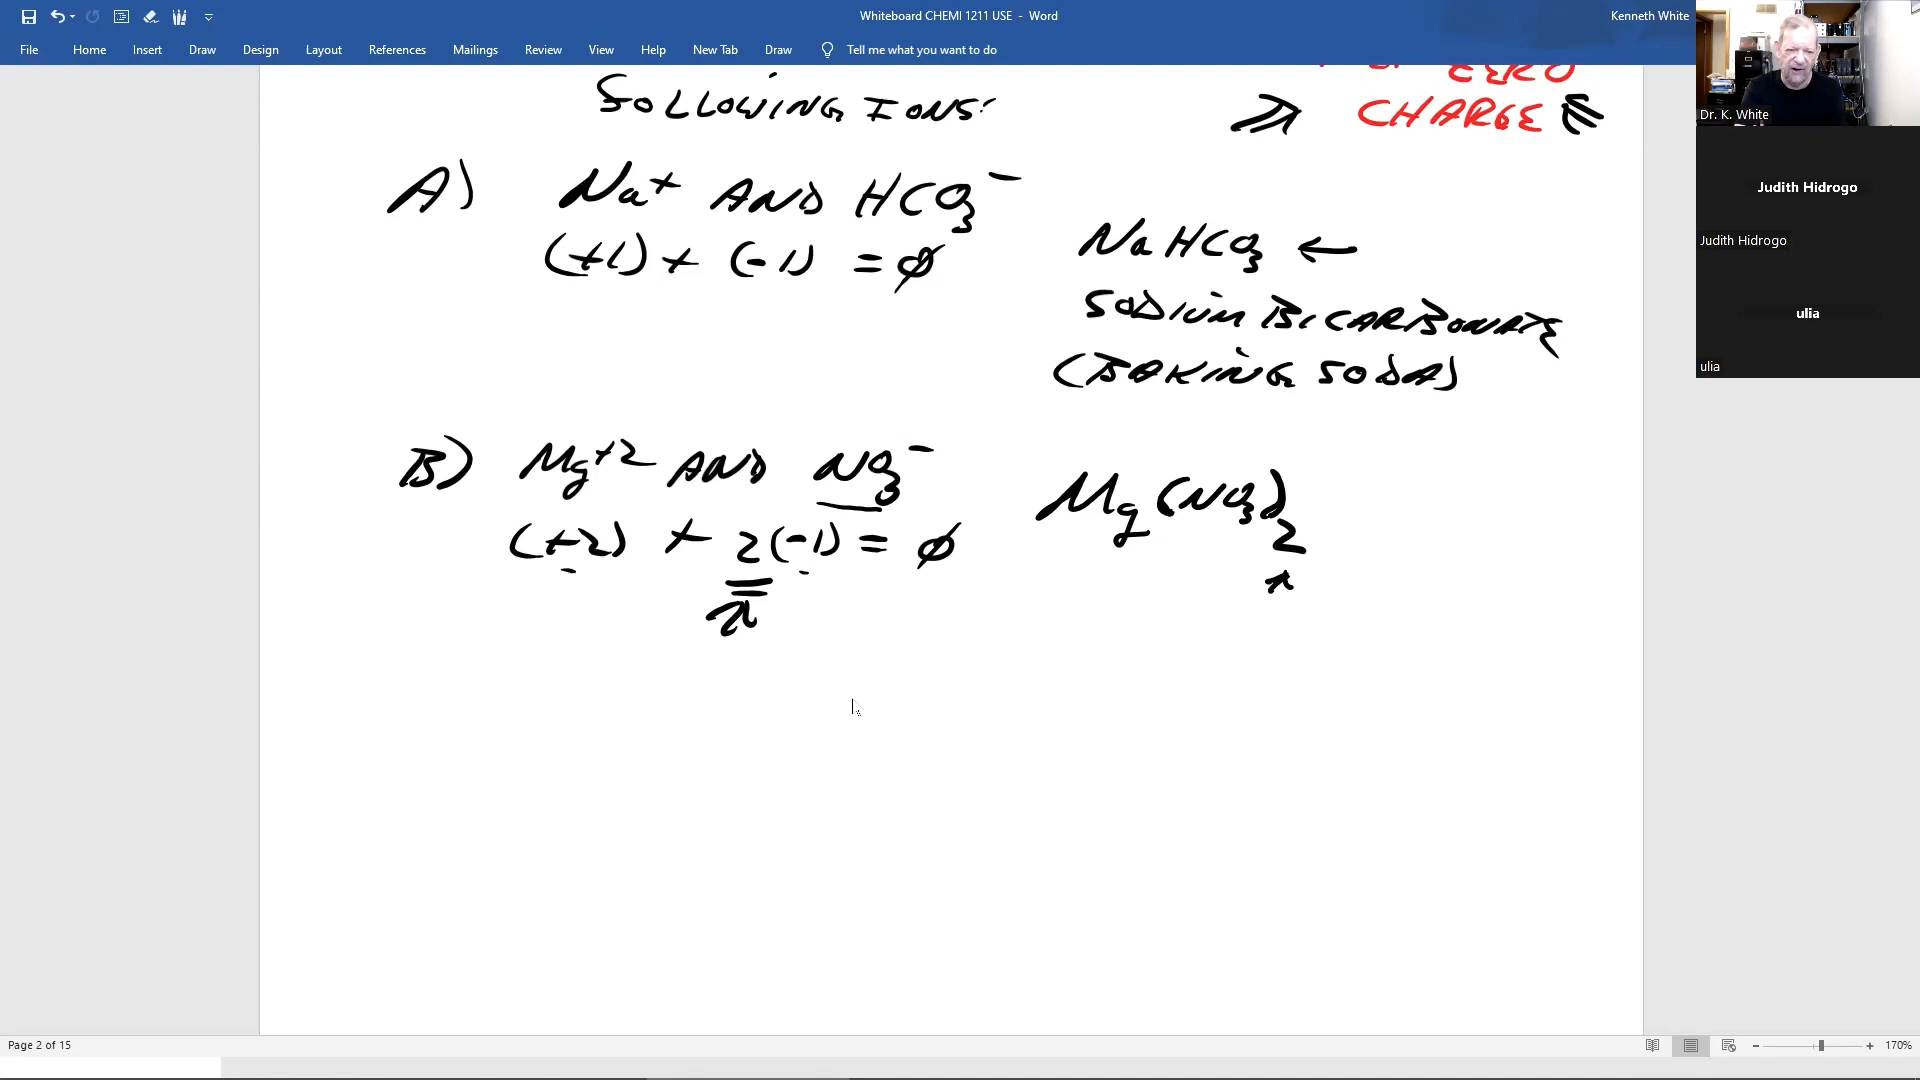 Whiteboard CHEMI 1211 USE - Word
Kenneth White
File Home Insert Draw Design Layout References Mailings Review View Help New Tab Draw Tell me what you want to do
ZERO
FOLLOWING IONS:
CHARGE
Dr. K. White
A) Na+ AND HCO3-
Judith Hidrogo
(+1) + (-1) = ∅
NaHCO3 ←
Judith Hidrogo
SODIUM BICARBONATE
ulia
(BAKING SODA)
ulia
B) Mg+2 AND NO3-
Mg(NO3)2
(+2) + 2(-1) = ∅
Page 2 of 15
170%